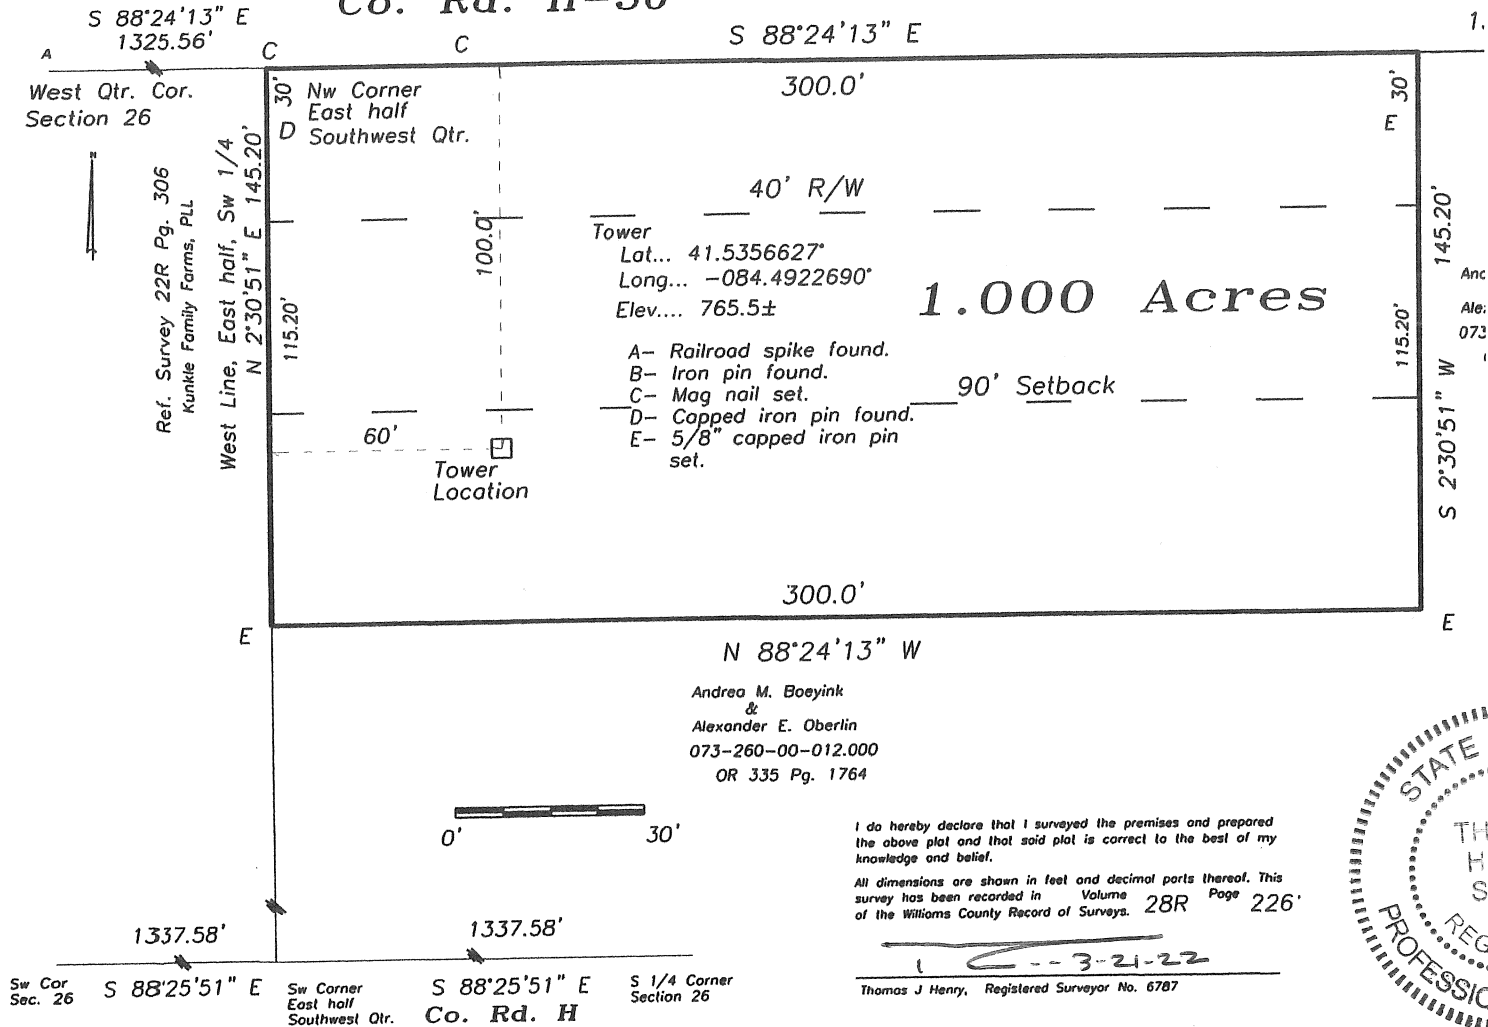 Co. Rd. H-50
S 88°24'13" E
1325.56'
A
C
C
S 88°24'13" E
1.
West Qtr. Cor.
Section 26
30'
D
Nw Corner
East half
Southwest Qtr.
300.0'
30'
E
Ref. Survey 22R Pg. 306
Kunkle Family Farms, PLL
West Line, East half, Sw 1/4
N 2°30'51" E 145.20'
115.20'
100.0'
40' R/W
Tower
Lat... 41.5356627°
Long... -084.4922690°
Elev.... 765.5±
1.000 Acres
A- Railroad spike found.
B- Iron pin found.
C- Mag nail set.
D- Capped iron pin found.
E- 5/8" capped iron pin
set.
90' Setback
115.20'
145.20'
S 2°30'51" W
073
60'
Tower
Location
300.0'
E
E
N 88°24'13" W
Andrea M. Boeyink
&
Alexander E. Oberlin
073-260-00-012.000
OR 335 Pg. 1764
0' 30'
I do hereby declare that I surveyed the premises and prepared
the above plat and that said plat is correct to the best of my
knowledge and belief.
All dimensions are shown in feet and decimal parts thereof. This
survey has been recorded in Volume 28R Page 226'
of the Williams County Record of Surveys.
3-21-22
Thomas J Henry, Registered Surveyor No. 6787
STATE
TH
H
S
REG
PROFESSIO
1337.58'
1337.58'
Sw Cor
Sec. 26
S 88°25'51" E
Sw Corner
East half
Southwest Qtr.
S 88°25'51" E
S 1/4 Corner
Section 26
Co. Rd. H